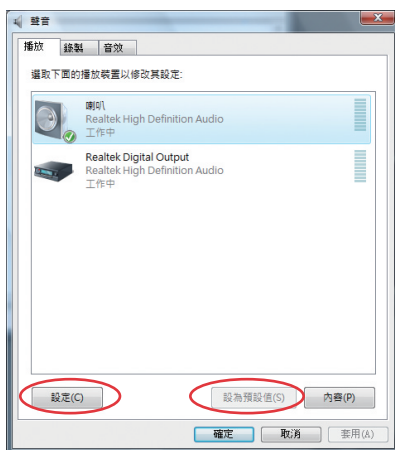 聲音
播放 錄製 音效
選取下面的播放裝置以修改其設定:
喇叭
Realtek High Definition Audio
工作中
Realtek Digital Output
Realtek High Definition Audio
工作中
設定(C) 設為預設值(S) 內容(P)
確定 取消 套用(A)